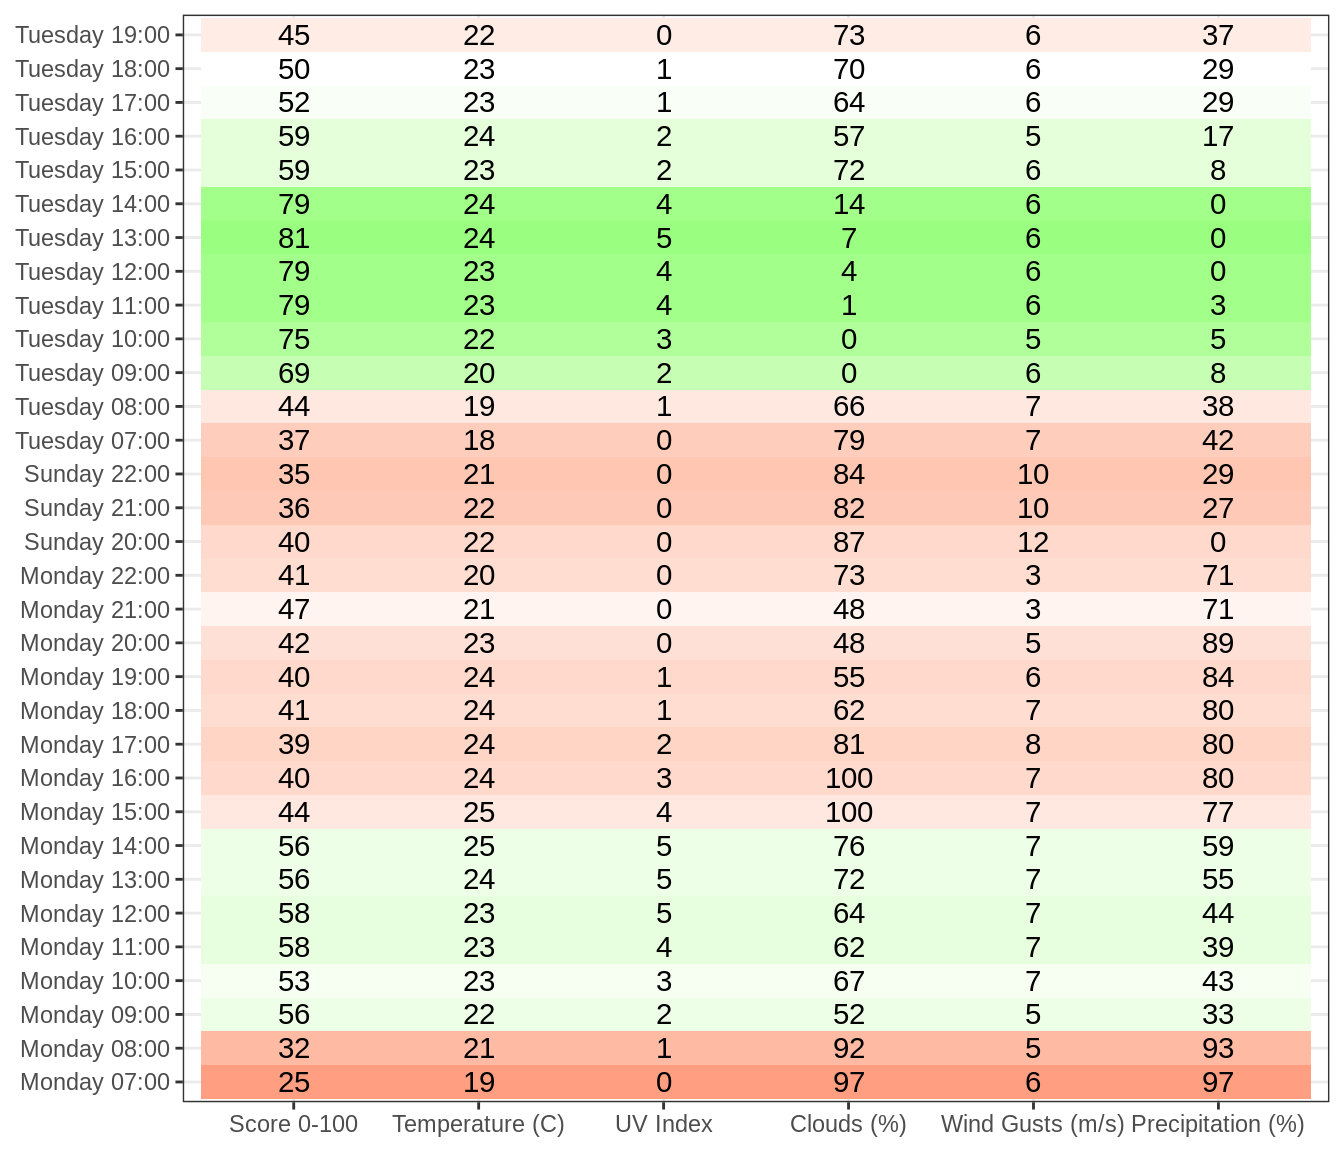 Tuesday 19:00 45 22 0 73 6 37
Tuesday 18:00 50 23 1 70 6 29
Tuesday 17:00 52 23 1 64 6 29
Tuesday 16:00 59 24 2 57 5 17
Tuesday 15:00 59 23 2 72 6 8
Tuesday 14:00 79 24 4 14 6 0
Tuesday 13:00 81 24 5 7 6 0
Tuesday 12:00 79 23 4 4 6 0
Tuesday 11:00 79 23 4 1 6 3
Tuesday 10:00 75 22 3 0 5 5
Tuesday 09:00 69 20 2 0 6 8
Tuesday 08:00 44 19 1 66 7 38
Tuesday 07:00 37 18 0 79 7 42
Sunday 22:00 35 21 0 84 10 29
Sunday 21:00 36 22 0 82 10 27
Sunday 20:00 40 22 0 87 12 0
Monday 22:00 41 20 0 73 3 71
Monday 21:00 47 21 0 48 3 71
Monday 20:00 42 23 0 48 5 89
Monday 19:00 40 24 1 55 6 84
Monday 18:00 41 24 1 62 7 80
Monday 17:00 39 24 2 81 8 80
Monday 16:00 40 24 3 100 7 80
Monday 15:00 44 25 4 100 7 77
Monday 14:00 56 25 5 76 7 59
Monday 13:00 56 24 5 72 7 55
Monday 12:00 58 23 5 64 7 44
Monday 11:00 58 23 4 62 7 39
Monday 10:00 53 23 3 67 7 43
Monday 09:00 56 22 2 52 5 33
Monday 08:00 32 21 1 92 5 93
Monday 07:00 25 19 0 97 6 97
Score 0-100 Temperature (C) UV Index Clouds (%) Wind Gusts (m/s) Precipitation (%)